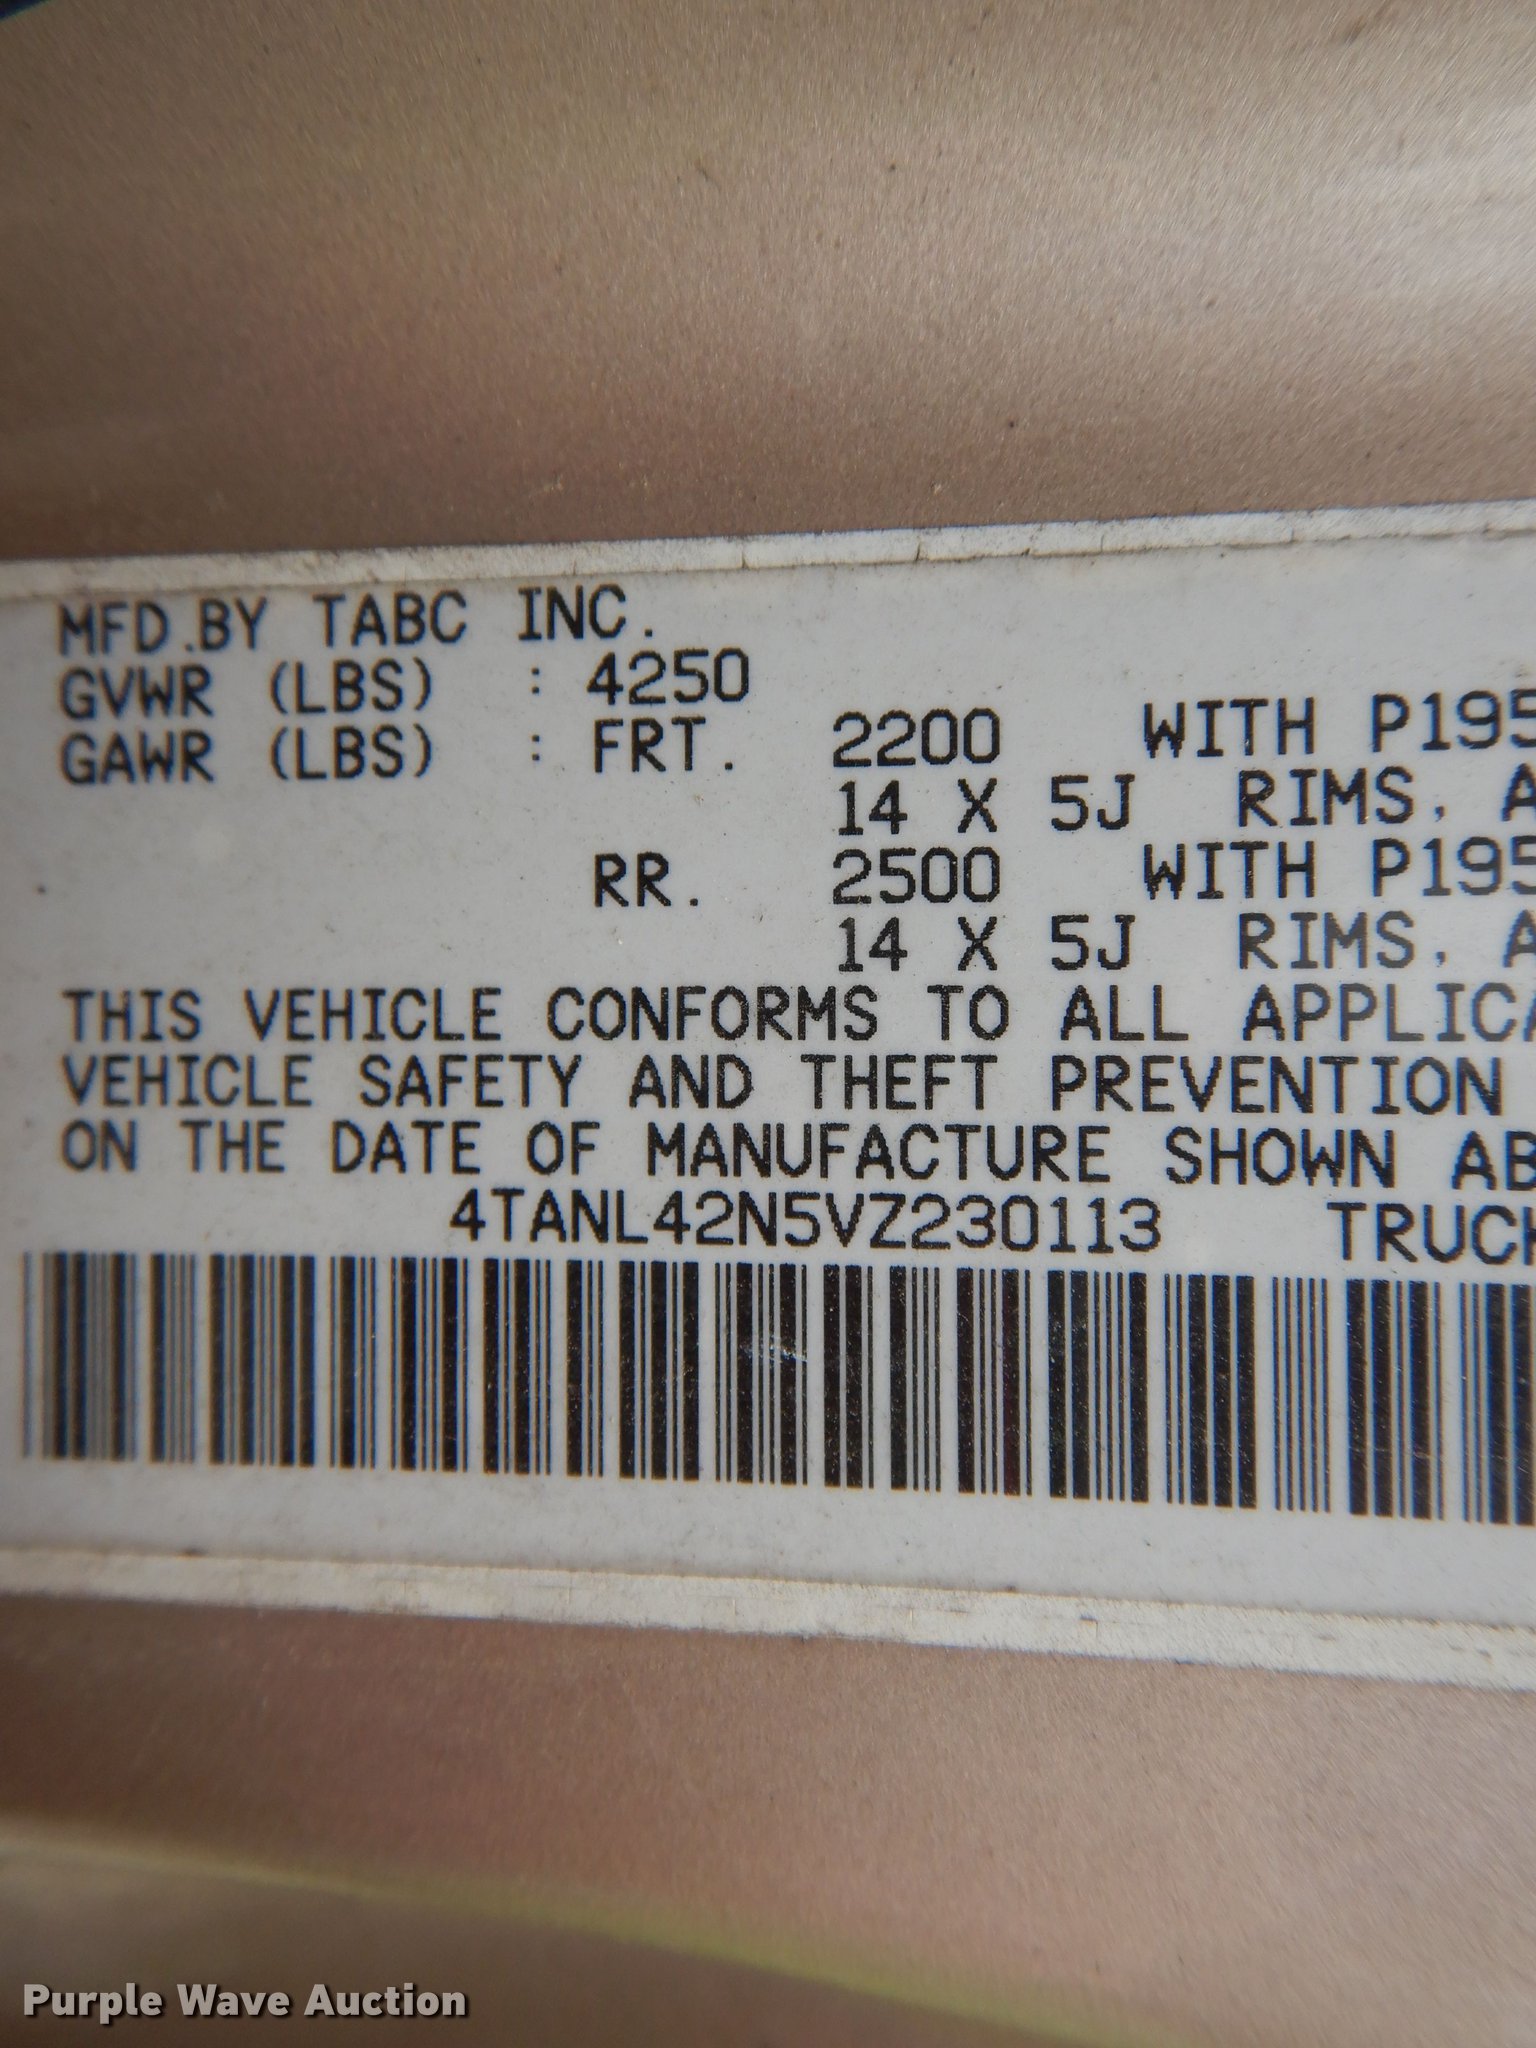 MFD.BY TABC INC.
GVWR (LBS) : 4250
GAWR (LBS) : FRT. 2200 WITH P195
14 X 5J RIMS, A
RR. 2500 WITH P195
14 X 5J RIMS, A
THIS VEHICLE CONFORMS TO ALL APPLICA
VEHICLE SAFETY AND THEFT PREVENTION
ON THE DATE OF MANUFACTURE SHOWN AB
4TANL42N5VZ230113 TRUCK
Purple Wave Auction